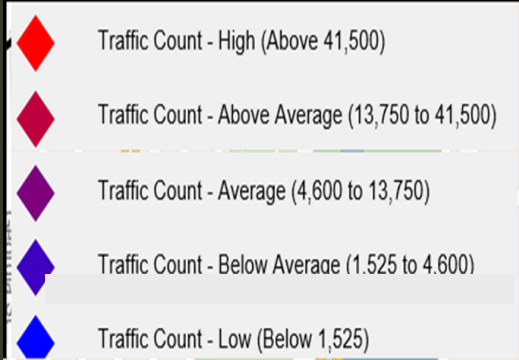 Traffic Count - High (Above 41,500)
Traffic Count - Above Average (13,750 to 41,500)
Traffic Count - Average (4,600 to 13,750)
Traffic Count - Below Average (1,525 to 4,600)
Traffic Count - Low (Below 1,525)